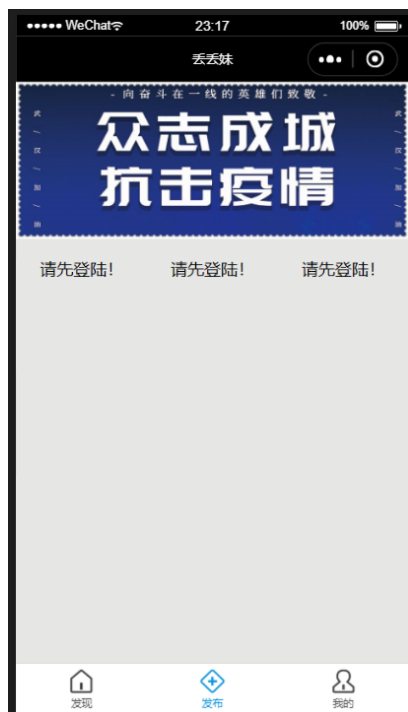 WeChat 23:17 100%
丢丢妹
- 向奋斗在一线的英雄们致敬 -
众志成城
抗击疫情
武/汉/加/油
武/汉/加/油
请先登陆! 请先登陆! 请先登陆!
发现 发布 我的